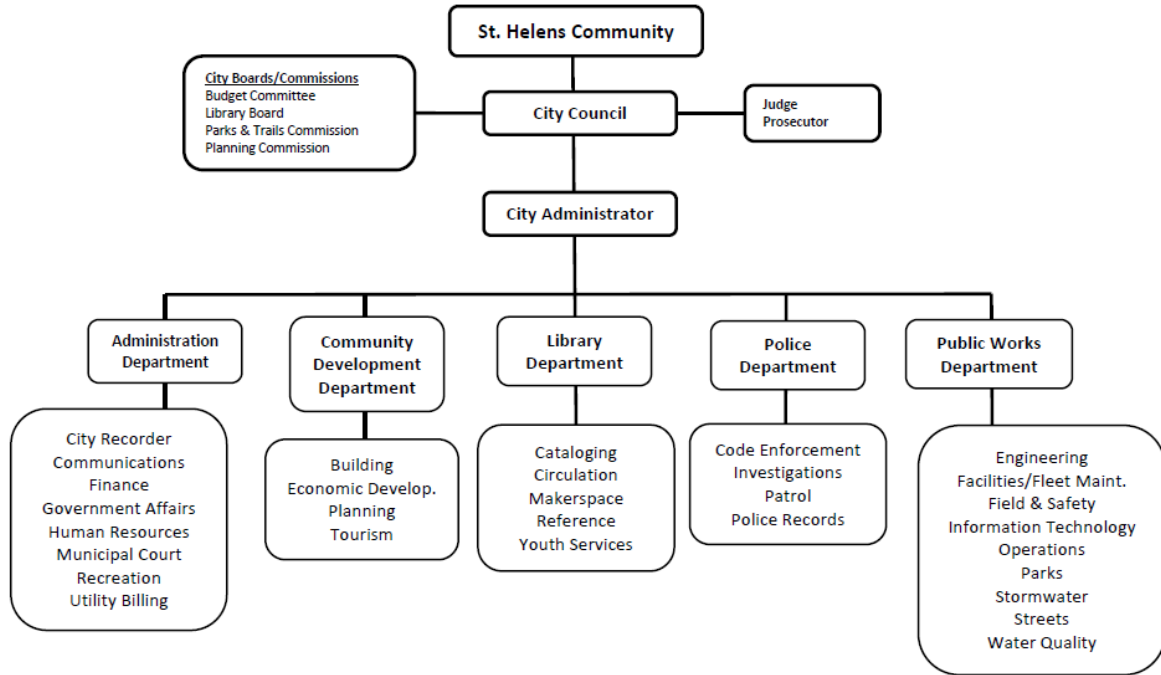 St. Helens Community
City Boards/Commissions
Budget Committee
Library Board
Parks & Trails Commission
Planning Commission
City Council
Judge
Prosecutor
City Administrator
Administration
Department
Community
Development
Department
Library
Department
Police
Department
Public Works
Department
City Recorder
Communications
Finance
Government Affairs
Human Resources
Municipal Court
Recreation
Utility Billing
Building
Economic Develop.
Planning
Tourism
Cataloging
Circulation
Makerspace
Reference
Youth Services
Code Enforcement
Investigations
Patrol
Police Records
Engineering
Facilities/Fleet Maint.
Field & Safety
Information Technology
Operations
Parks
Stormwater
Streets
Water Quality